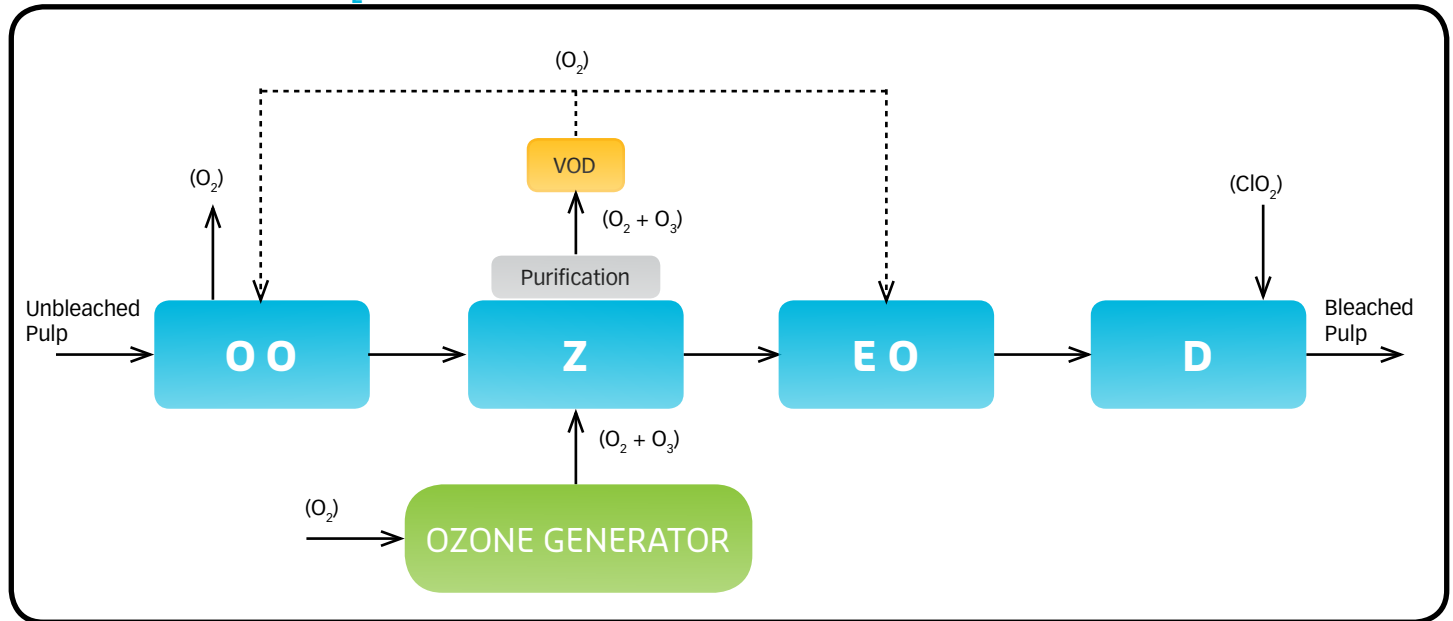 (O₂)
VOD
(O₂)
(O₂ + O₃)
(ClO₂)
Purification
Unbleached
Pulp
O O
Z
E O
D
Bleached
Pulp
(O₂ + O₃)
(O₂)
OZONE GENERATOR